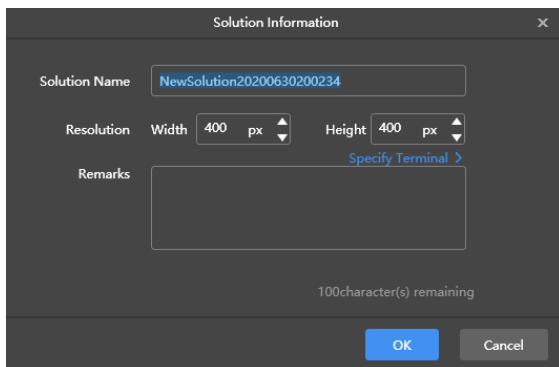 Solution Information
Solution Name NewSolution20200630200234
Resolution Width 400 px Height 400 px
Specify Terminal >
Remarks
100character(s) remaining
OK Cancel